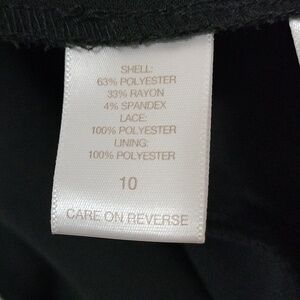 SHELL:
63% POLYESTER
33% RAYON
4% SPANDEX
LACE:
100% POLYESTER
LINING:
100% POLYESTER
10
CARE ON REVERSE